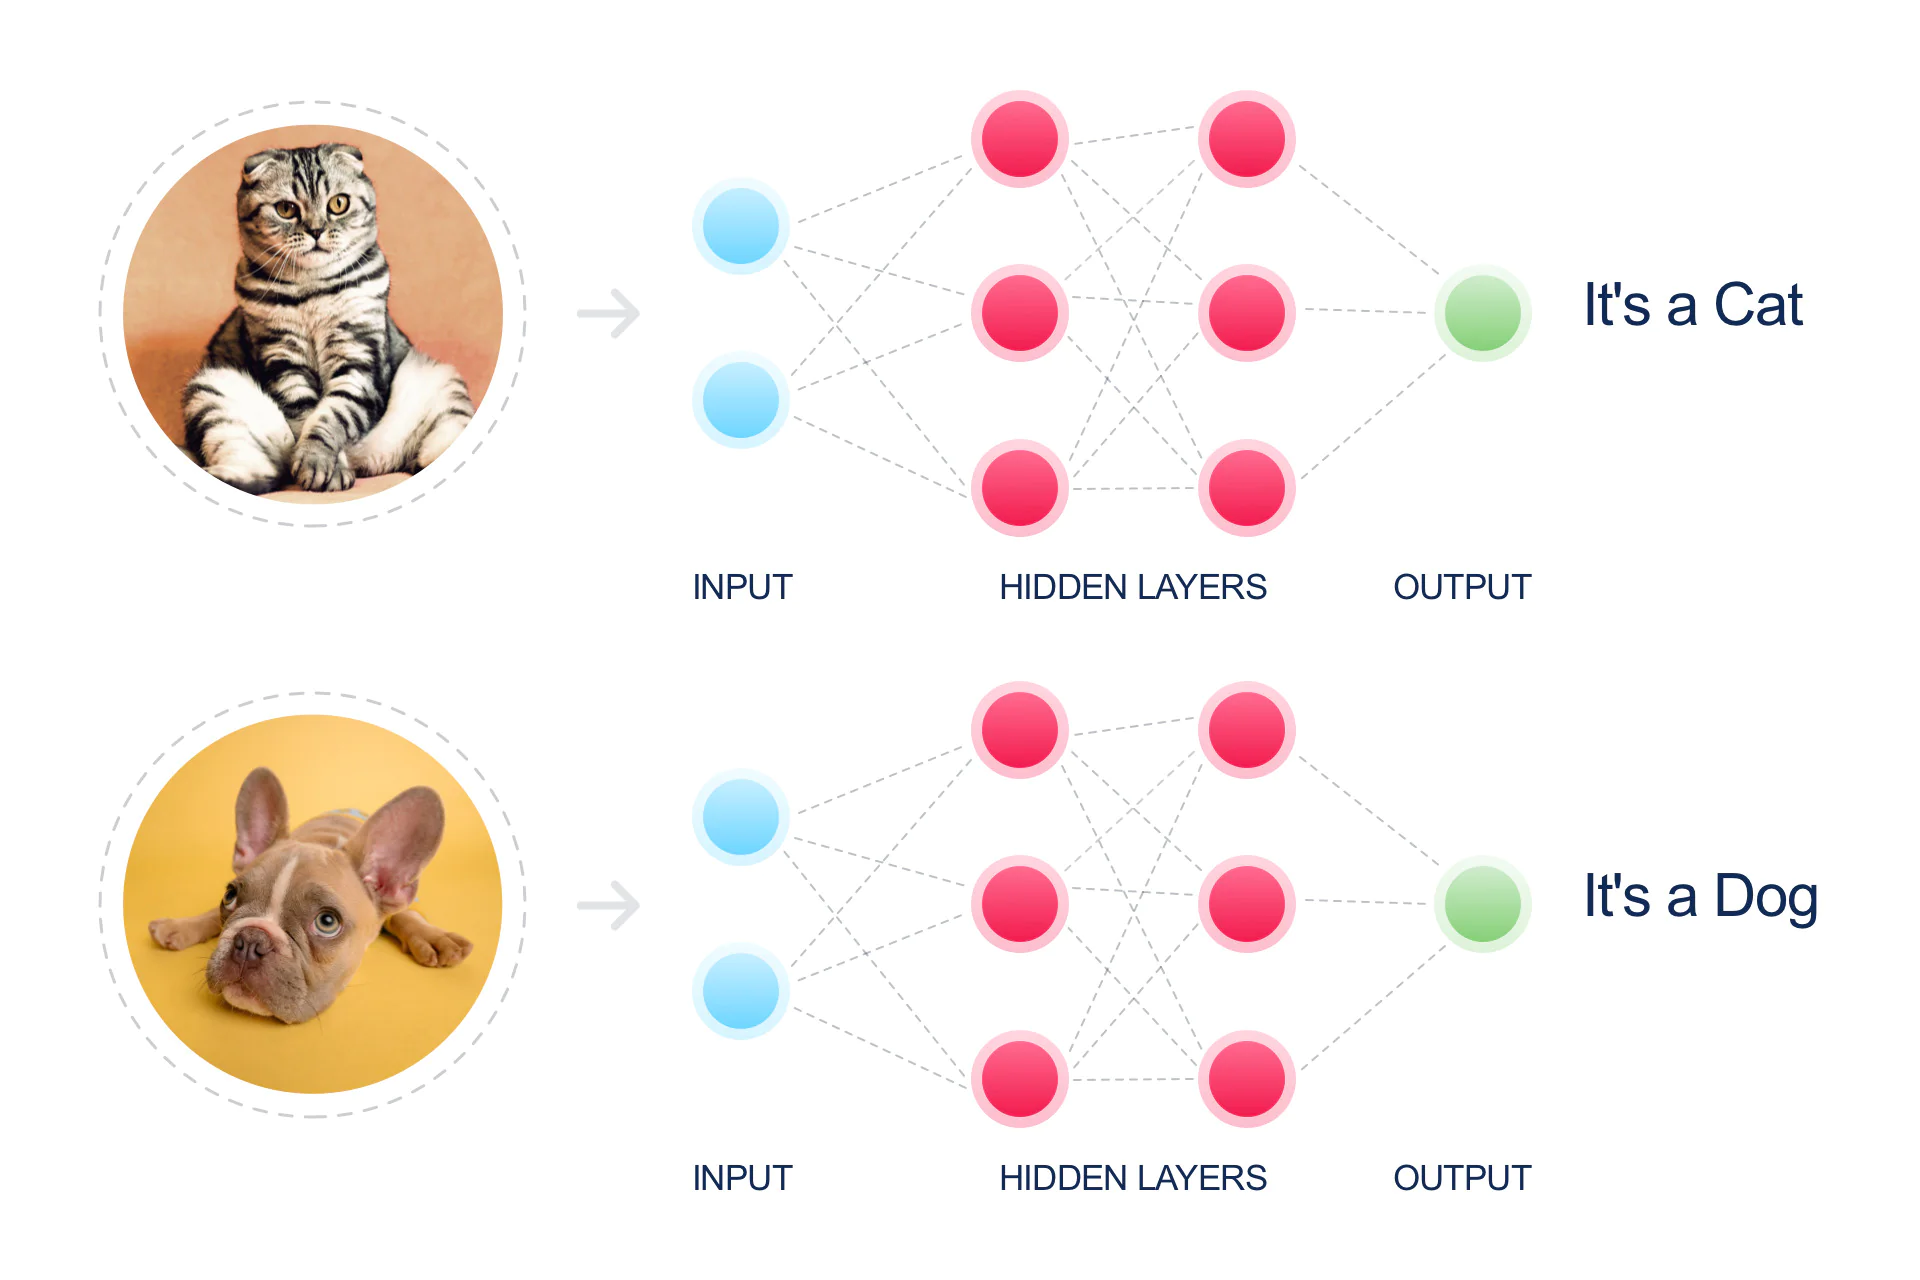 It's a Cat
INPUT
HIDDEN LAYERS
OUTPUT
It's a Dog
INPUT
HIDDEN LAYERS
OUTPUT